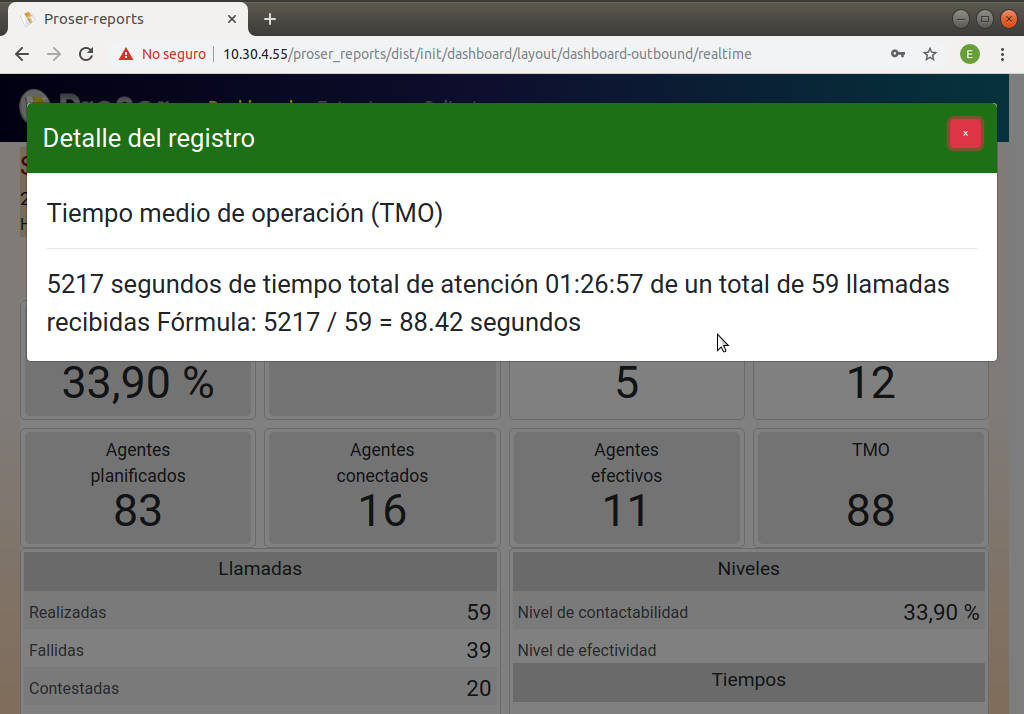 Proser-reports
No seguro
10.30.4.55/proser_reports/dist/init/dashboard/layout/dashboard-outbound/realtime
E
Detalle del registro
x
Tiempo medio de operación (TMO)
5217 segundos de tiempo total de atención 01:26:57 de un total de 59 llamadas
recibidas Fórmula: 5217 / 59 = 88.42 segundos
33,90 %
5
12
Agentes
planificados
83
Agentes
conectados
16
Agentes
efectivos
11
TMO
88
Llamadas
Realizadas 59
Fallidas 39
Contestadas 20
Niveles
Nivel de contactabilidad 33,90 %
Nivel de efectividad
Tiempos